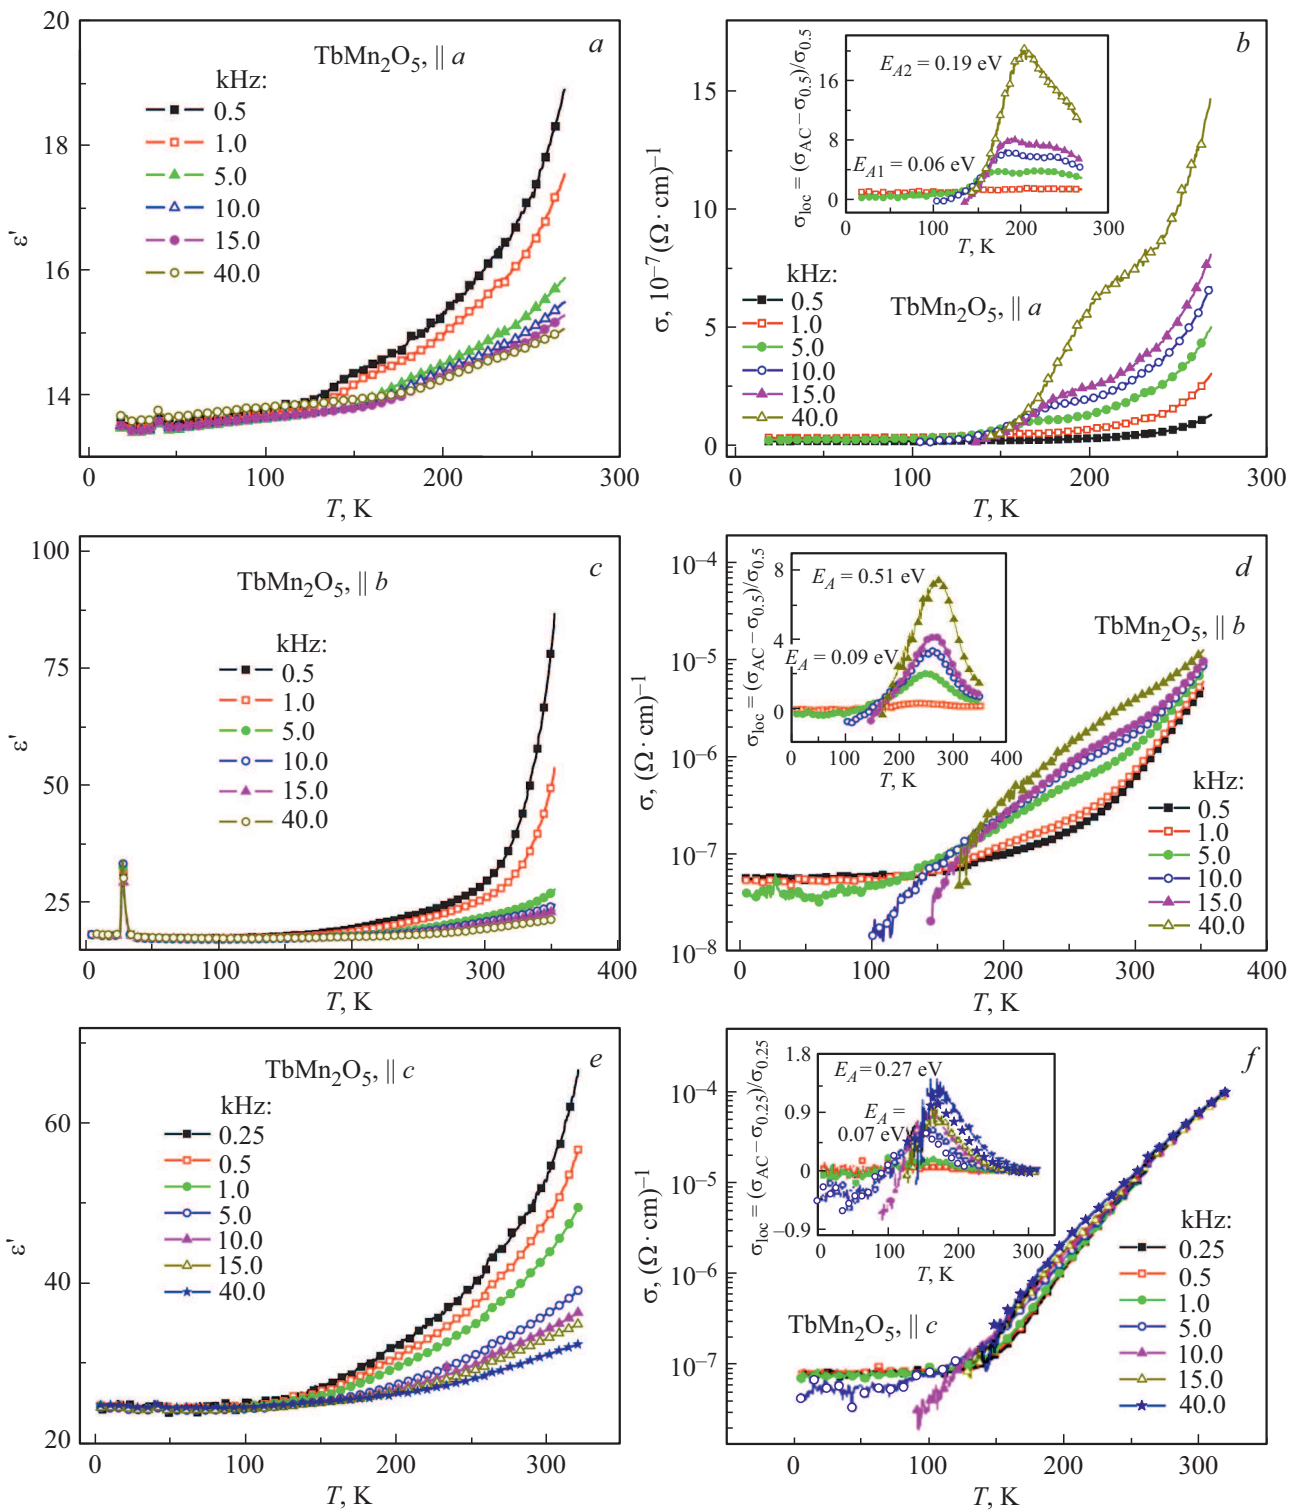 a
TbMn2O5, || a
kHz:
0.5
1.0
5.0
10.0
15.0
40.0
20
18
16
14
ε'
0 100 200 300
T, K
b
σloc = (σAC − σ0.5)/σ0.5
16
8
0
EA2 = 0.19 eV
EA1 = 0.06 eV
0 100 200 300
T, K
σ, 10−7 (Ω · cm)−1
15
10
5
0
kHz:
TbMn2O5, || a
0.5
1.0
5.0
10.0
15.0
40.0
0 100 200 300
T, K
c
TbMn2O5, || b
kHz:
0.5
1.0
5.0
10.0
15.0
40.0
100
75
50
25
ε'
0 100 200 300 400
T, K
d
σloc = (σAC − σ0.5)/σ0.5
8
4
0
EA = 0.51 eV
EA = 0.09 eV
0 100 200 300 400
T, K
TbMn2O5, || b
σ, (Ω · cm)−1
10−4
10−5
10−6
10−7
10−8
kHz:
0.5
1.0
5.0
10.0
15.0
40.0
0 100 200 300 400
T, K
e
TbMn2O5, || c
kHz:
0.25
0.5
1.0
5.0
10.0
15.0
40.0
60
40
20
ε'
0 100 200 300
T, K
f
σloc = (σAC − σ0.25)/σ0.25
1.8
0.9
0
−0.9
EA = 0.27 eV
EA =
0.07 eV
0 100 200 300
T, K
σ, (Ω · cm)−1
10−4
10−5
10−6
10−7
kHz:
0.25
0.5
1.0
5.0
10.0
15.0
40.0
TbMn2O5, || c
0 100 200 300
T, K